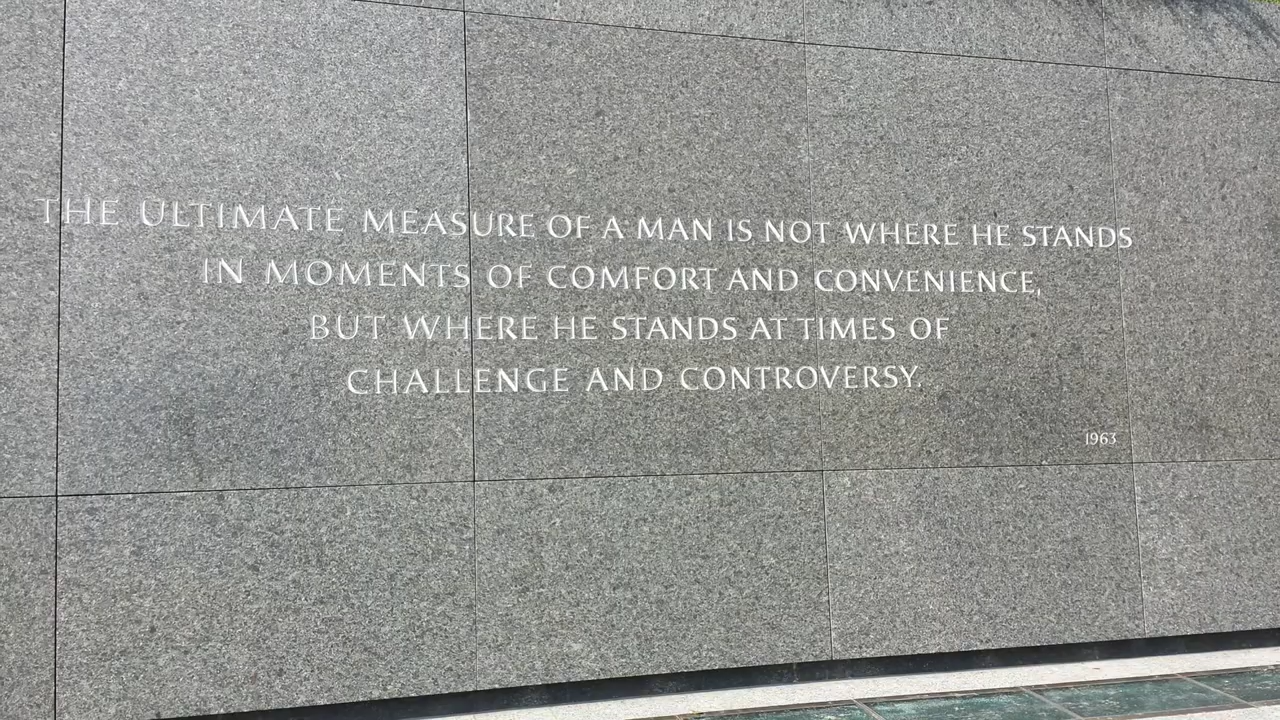 THE ULTIMATE MEASURE OF A MAN IS NOT WHERE HE STANDS
IN MOMENTS OF COMFORT AND CONVENIENCE,
BUT WHERE HE STANDS AT TIMES OF
CHALLENGE AND CONTROVERSY.
1963